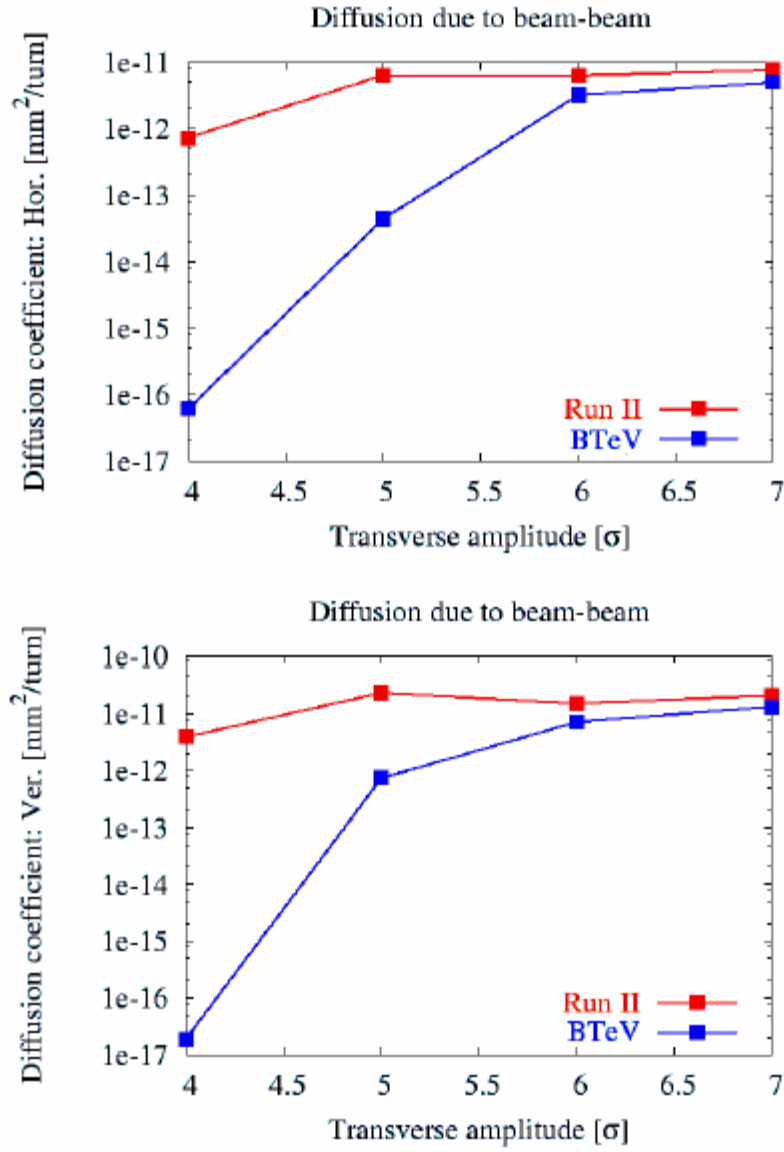 Diffusion due to beam-beam
Diffusion coefficient: Hor. [mm²/turn]
1e-11
1e-12
1e-13
1e-14
1e-15
1e-16
1e-17
Run II
BTeV
4 4.5 5 5.5 6 6.5 7
Transverse amplitude [σ]
Diffusion due to beam-beam
Diffusion coefficient: Ver. [mm²/turn]
1e-10
1e-11
1e-12
1e-13
1e-14
1e-15
1e-16
1e-17
Run II
BTeV
4 4.5 5 5.5 6 6.5 7
Transverse amplitude [σ]